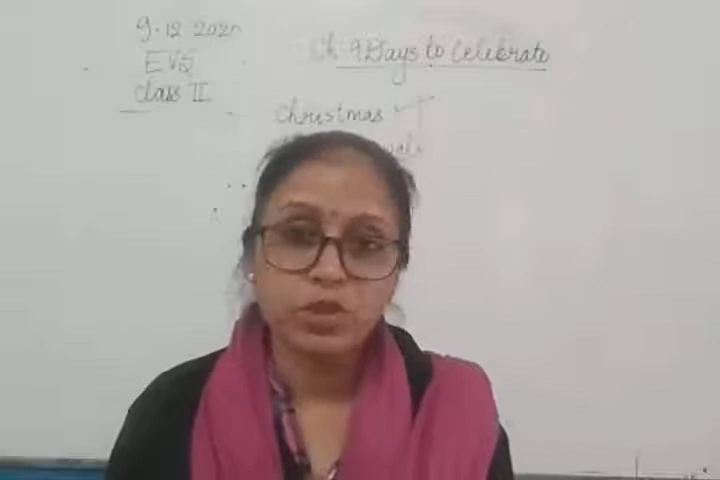 9.12 2020
EVS
Class II
Ch-9 Days to Celebrate
Christmas